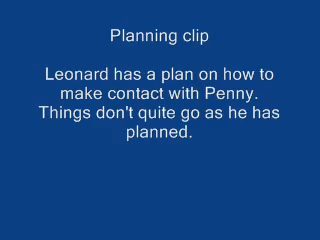 Planning clip
Leonard has a plan on how to
make contact with Penny.
Things don't quite go as he has
planned.